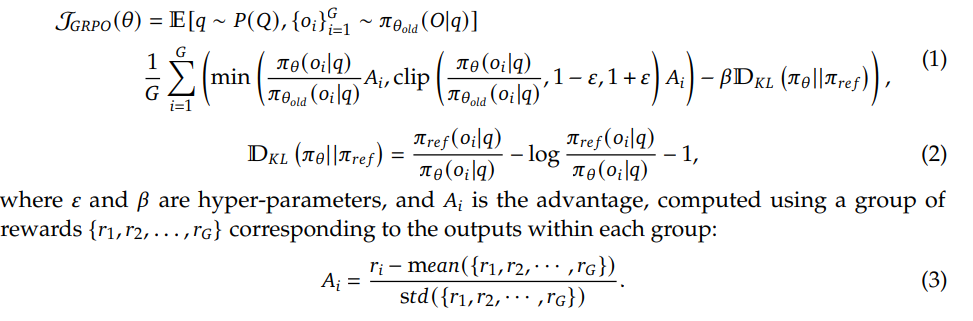 𝒥_{GRPO}(θ) = 𝔼[q ∼ P(Q), {o_i}_{i=1}^G ∼ π_{θ_{old}}(O|q)]
\frac{1}{G} \sum_{i=1}^{G} \left( \min \left( \frac{π_θ(o_i|q)}{π_{θ_{old}}(o_i|q)} A_i, \text{clip} \left( \frac{π_θ(o_i|q)}{π_{θ_{old}}(o_i|q)}, 1 − ε, 1 + ε \right) A_i \right) − β𝔻_{KL} (π_θ||π_{ref}) \right), (1)
𝔻_{KL} (π_θ||π_{ref}) = \frac{π_{ref}(o_i|q)}{π_θ(o_i|q)} − \log \frac{π_{ref}(o_i|q)}{π_θ(o_i|q)} − 1, (2)
where ε and β are hyper-parameters, and A_i is the advantage, computed using a group of
rewards {r_1, r_2, . . . , r_G} corresponding to the outputs within each group:
A_i = \frac{r_i − mean({r_1, r_2, ⋯ , r_G})}{std({r_1, r_2, ⋯ , r_G})}. (3)